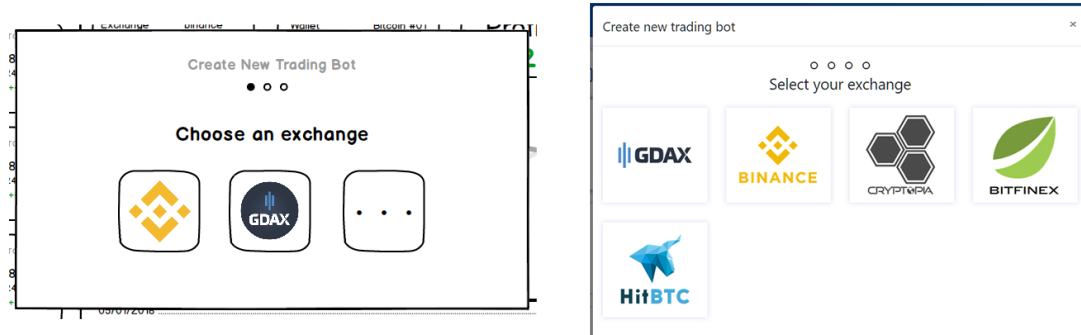 Exchange Binance Wallet Bitcoin #01
Create New Trading Bot
Choose an exchange
GDAX
. . .
09/01/2018
Create new trading bot ×
Select your exchange
GDAX
BINANCE
CRYPTOPIA
BITFINEX
HitBTC